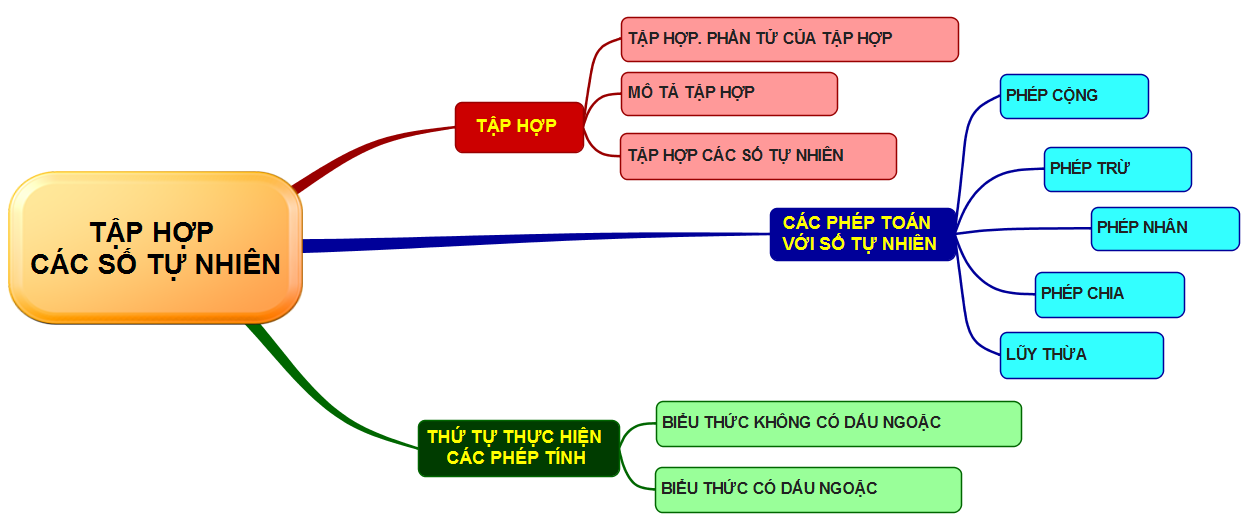 TẬP HỢP
CÁC SỐ TỰ NHIÊN
TẬP HỢP
TẬP HỢP. PHẦN TỬ CỦA TẬP HỢP
MÔ TẢ TẬP HỢP
TẬP HỢP CÁC SỐ TỰ NHIÊN
CÁC PHÉP TOÁN
VỚI SỐ TỰ NHIÊN
PHÉP CỘNG
PHÉP TRỪ
PHÉP NHÂN
PHÉP CHIA
LŨY THỪA
THỨ TỰ THỰC HIỆN
CÁC PHÉP TÍNH
BIỂU THỨC KHÔNG CÓ DẤU NGOẶC
BIỂU THỨC CÓ DẤU NGOẶC